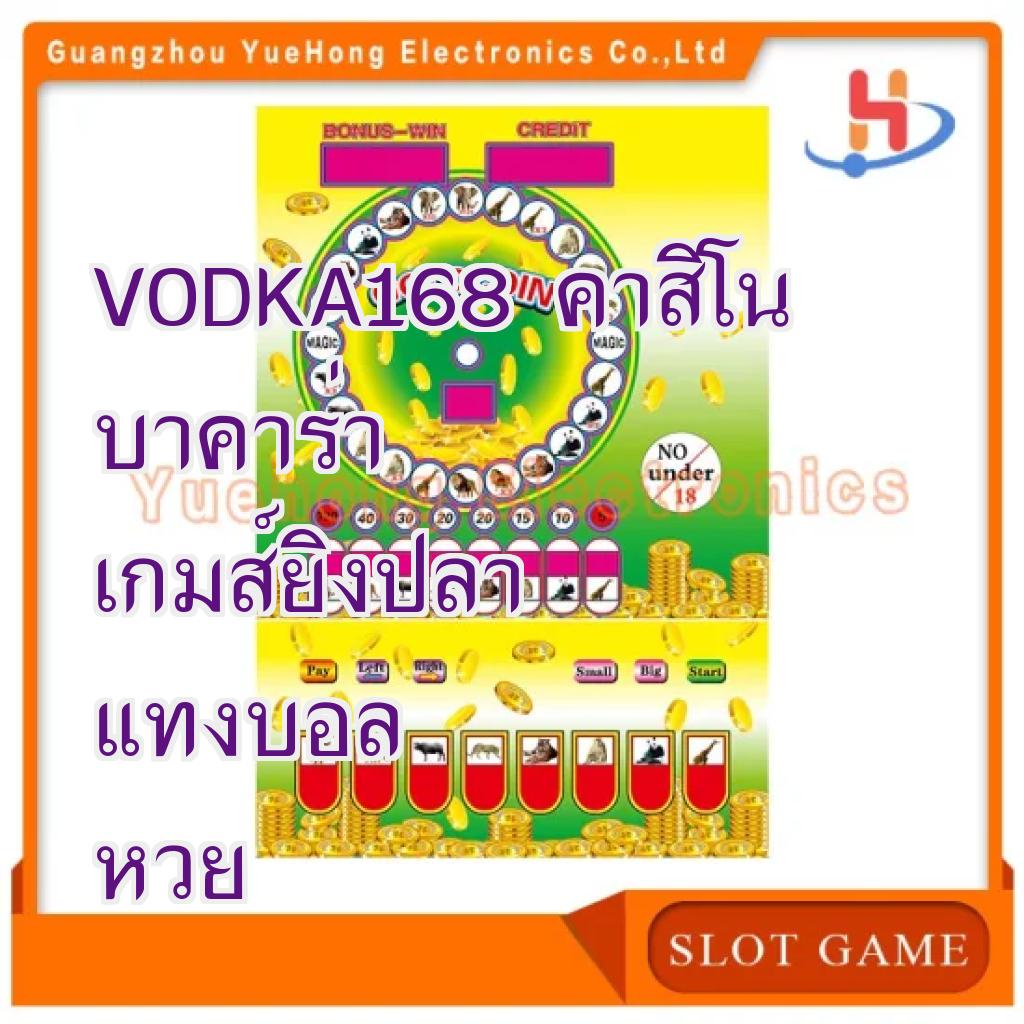 Guangzhou YueHong Electronics Co.,Ltd
BONUS-WIN CREDIT
VODKA168 คาสิโน
MAGIC MAGIC
บาคาร่า
NO
under
18
YueHong Electronics
40 30 20 20 15 10 5
เกมส์ยิงปลา
Pay Left Right Small Big Start
แทงบอล
หวย
SLOT GAME